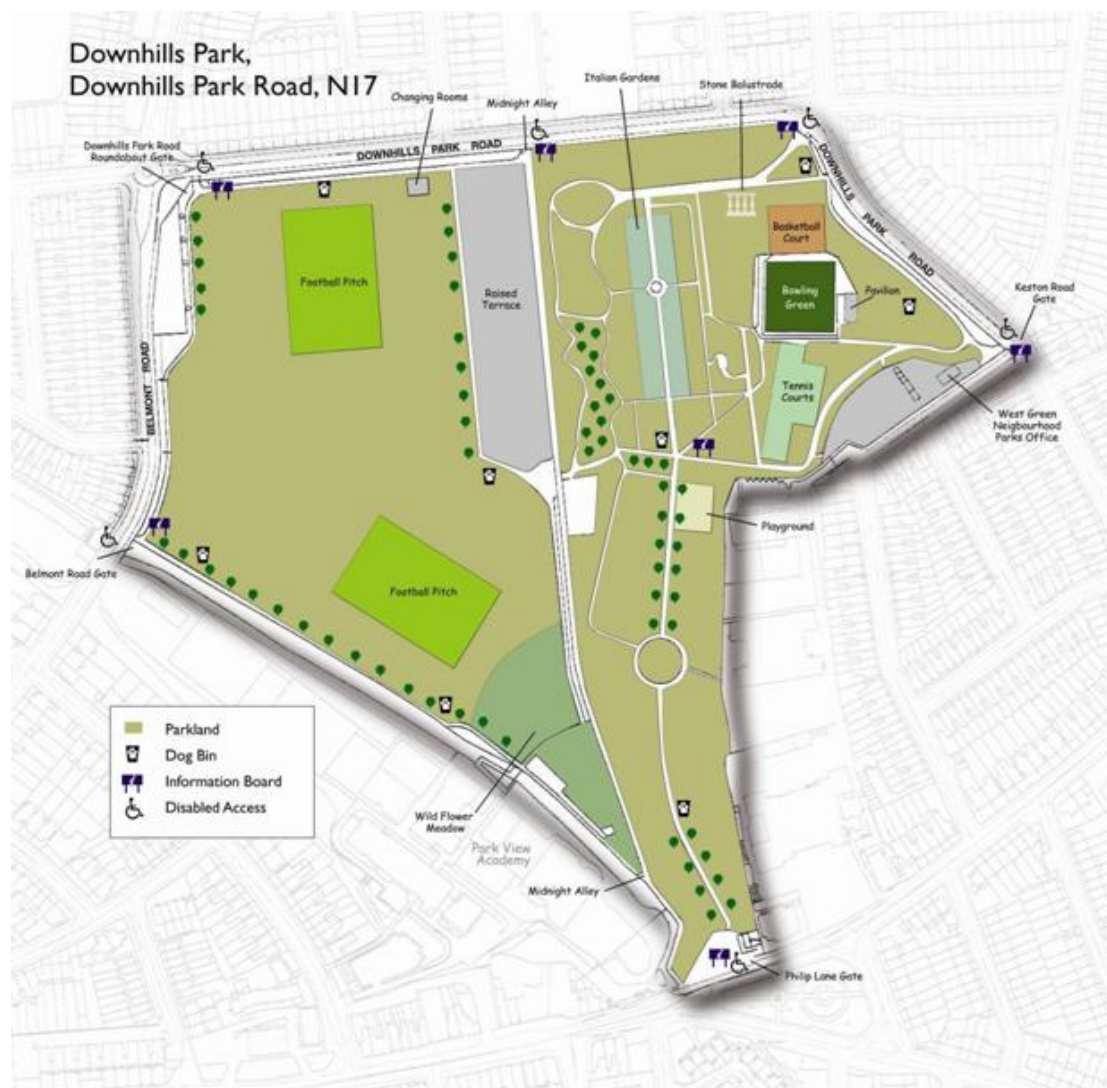 Downhills Park,
Downhills Park Road, N17
Italian Gardens
Stone Balustrade
Changing Rooms
Midnight Alley
Downhills Park Road
Roundabout Gate
DOWNHILLS PARK ROAD
DOWNHILLS PARK ROAD
Basketball
Court
Football Pitch
Raised
Terrace
Bowling
Green
Pavilion
Keston Road
Gate
BELMONT ROAD
Tennis
Courts
West Green
Neigbourhood
Parks Office
Playground
Belmont Road Gate
Football Pitch
Parkland
Dog Bin
Information Board
Disabled Access
Wild Flower
Meadow
Park View
Academy
Midnight Alley
Philip Lane Gate